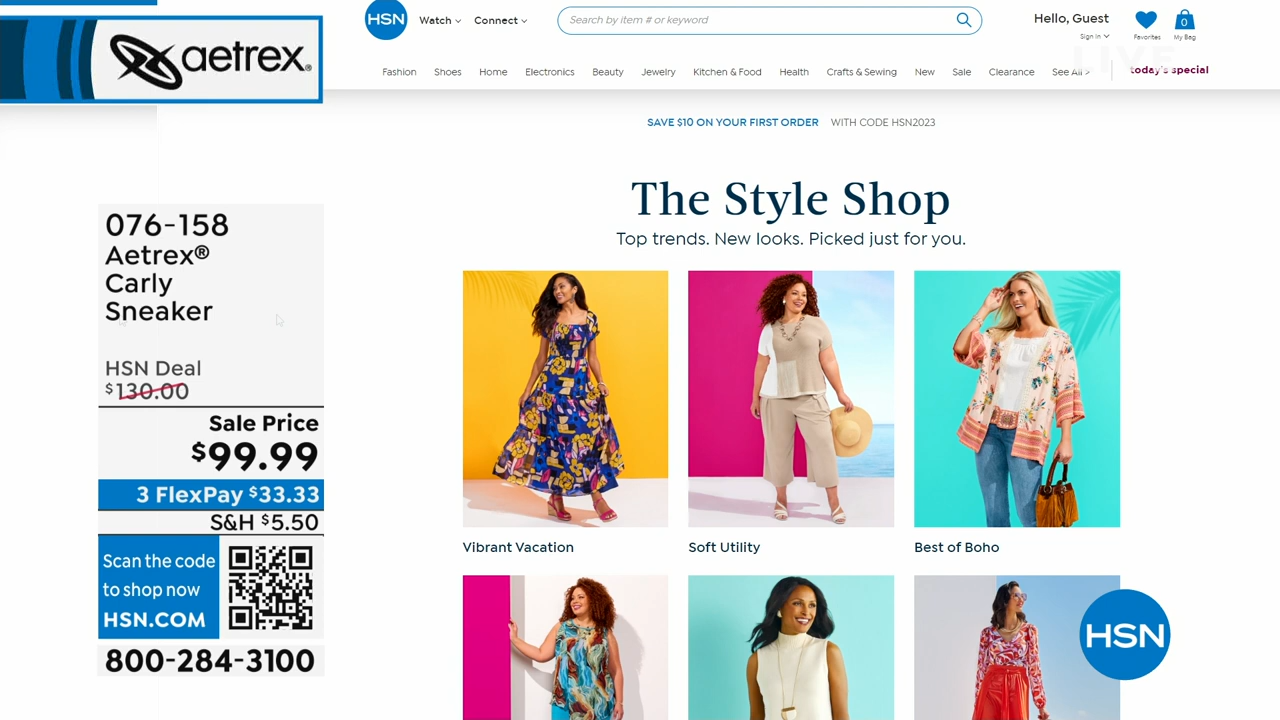 aetrex®
HSN
Watch
Connect
Search by item # or keyword
Hello, Guest
Sign In
Favorites
0
My Bag
LIVE
Fashion
Shoes
Home
Electronics
Beauty
Jewelry
Kitchen & Food
Health
Crafts & Sewing
New
Sale
Clearance
See All >
today's special
SAVE $10 ON YOUR FIRST ORDER WITH CODE HSN2023
The Style Shop
Top trends. New looks. Picked just for you.
076-158
Aetrex®
Carly
Sneaker
HSN Deal
$130.00
Sale Price
$99.99
3 FlexPay $33.33
S&H $5.50
Scan the code
to shop now
HSN.COM
800-284-3100
Vibrant Vacation
Soft Utility
Best of Boho
HSN